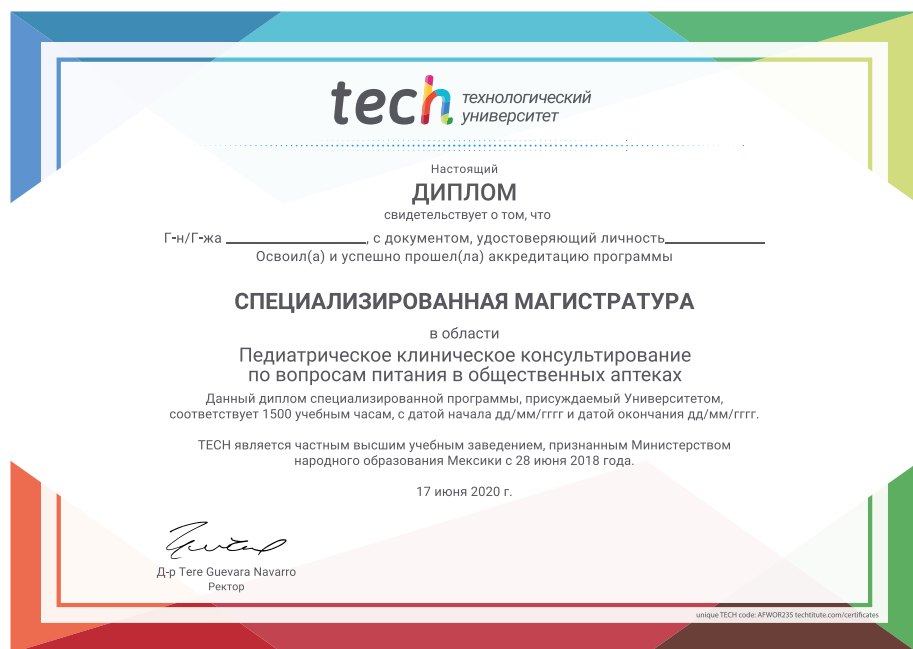 tech технологический
университет
Настоящий
ДИПЛОМ
свидетельствует о том, что
Г-н/Г-жа ____________, с документом, удостоверяющий личность____________
Освоил(а) и успешно прошел(ла) аккредитацию программы
СПЕЦИАЛИЗИРОВАННАЯ МАГИСТРАТУРА
в области
Педиатрическое клиническое консультирование
по вопросам питания в общественных аптеках
Данный диплом специализированной программы, присуждаемый Университетом,
соответствует 1500 учебным часам, с датой начала дд/мм/гггг и датой окончания дд/мм/гггг.
TECH является частным высшим учебным заведением, признанным Министерством
народного образования Мексики с 28 июня 2018 года.
17 июня 2020 г.
Д-р Tere Guevara Navarro
Ректор
unique TECH code: AFWOR23S techtitute.com/certificates